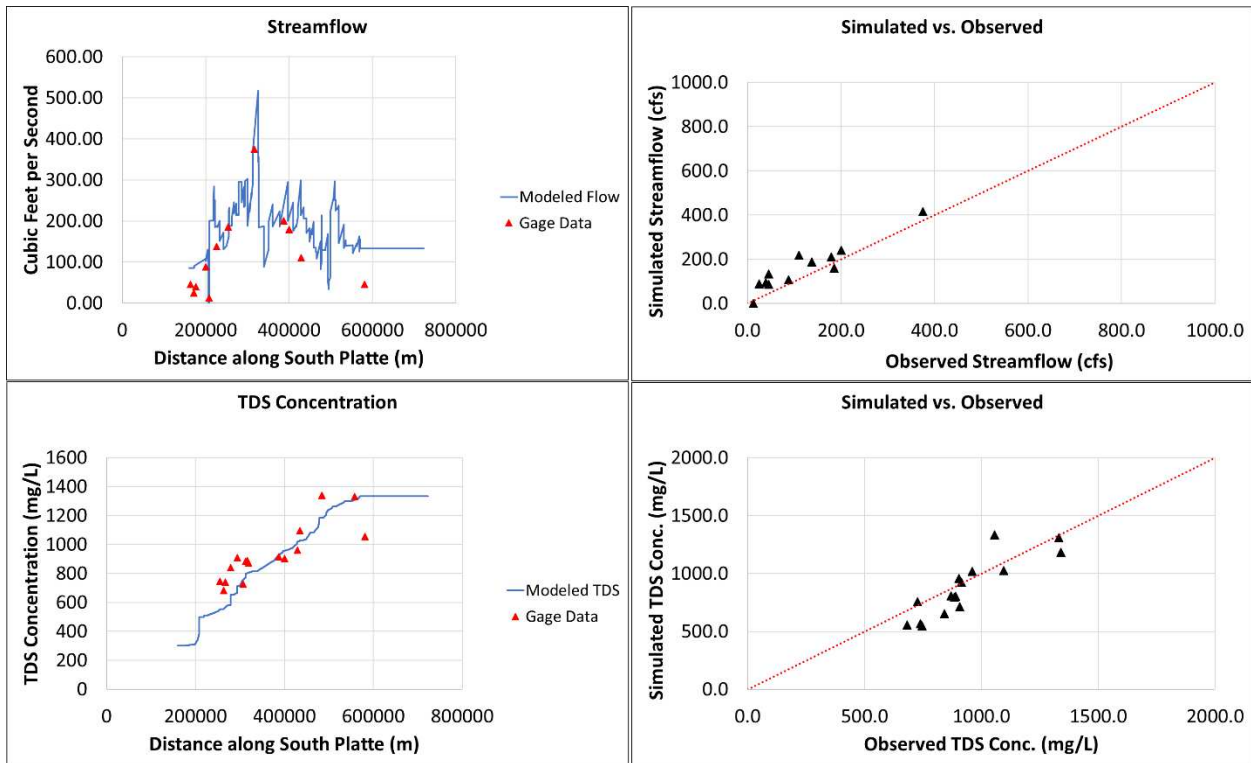 Streamflow
600.00
500.00
400.00
300.00
200.00
100.00
0.00
Cubic Feet per Second
0 200000 400000 600000 800000
Distance along South Platte (m)
Modeled Flow
Gage Data
Simulated vs. Observed
1000.0
800.0
600.0
400.0
200.0
0.0
Simulated Streamflow (cfs)
0.0 200.0 400.0 600.0 800.0 1000.0
Observed Streamflow (cfs)
TDS Concentration
1600
1400
1200
1000
800
600
400
200
0
TDS Concentration (mg/L)
0 200000 400000 600000 800000
Distance along South Platte (m)
Modeled TDS
Gage Data
Simulated vs. Observed
2000.0
1500.0
1000.0
500.0
0.0
Simulated TDS Conc. (mg/L)
0.0 500.0 1000.0 1500.0 2000.0
Observed TDS Conc. (mg/L)